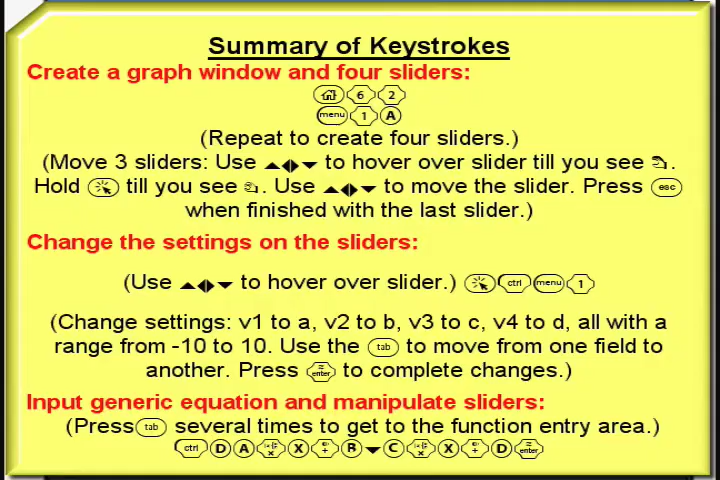 Summary of Keystrokes
Create a graph window and four sliders:
6 2
menu 1 A
(Repeat to create four sliders.)
(Move 3 sliders: Use to hover over slider till you see .
Hold till you see . Use to move the slider. Press esc
when finished with the last slider.)
Change the settings on the sliders:
(Use to hover over slider.) ctrl menu 1
(Change settings: v1 to a, v2 to b, v3 to c, v4 to d, all with a
range from -10 to 10. Use the tab to move from one field to
another. Press enter to complete changes.)
Input generic equation and manipulate sliders:
(Press tab several times to get to the function entry area.)
ctrl D A x X + B C x X + D enter